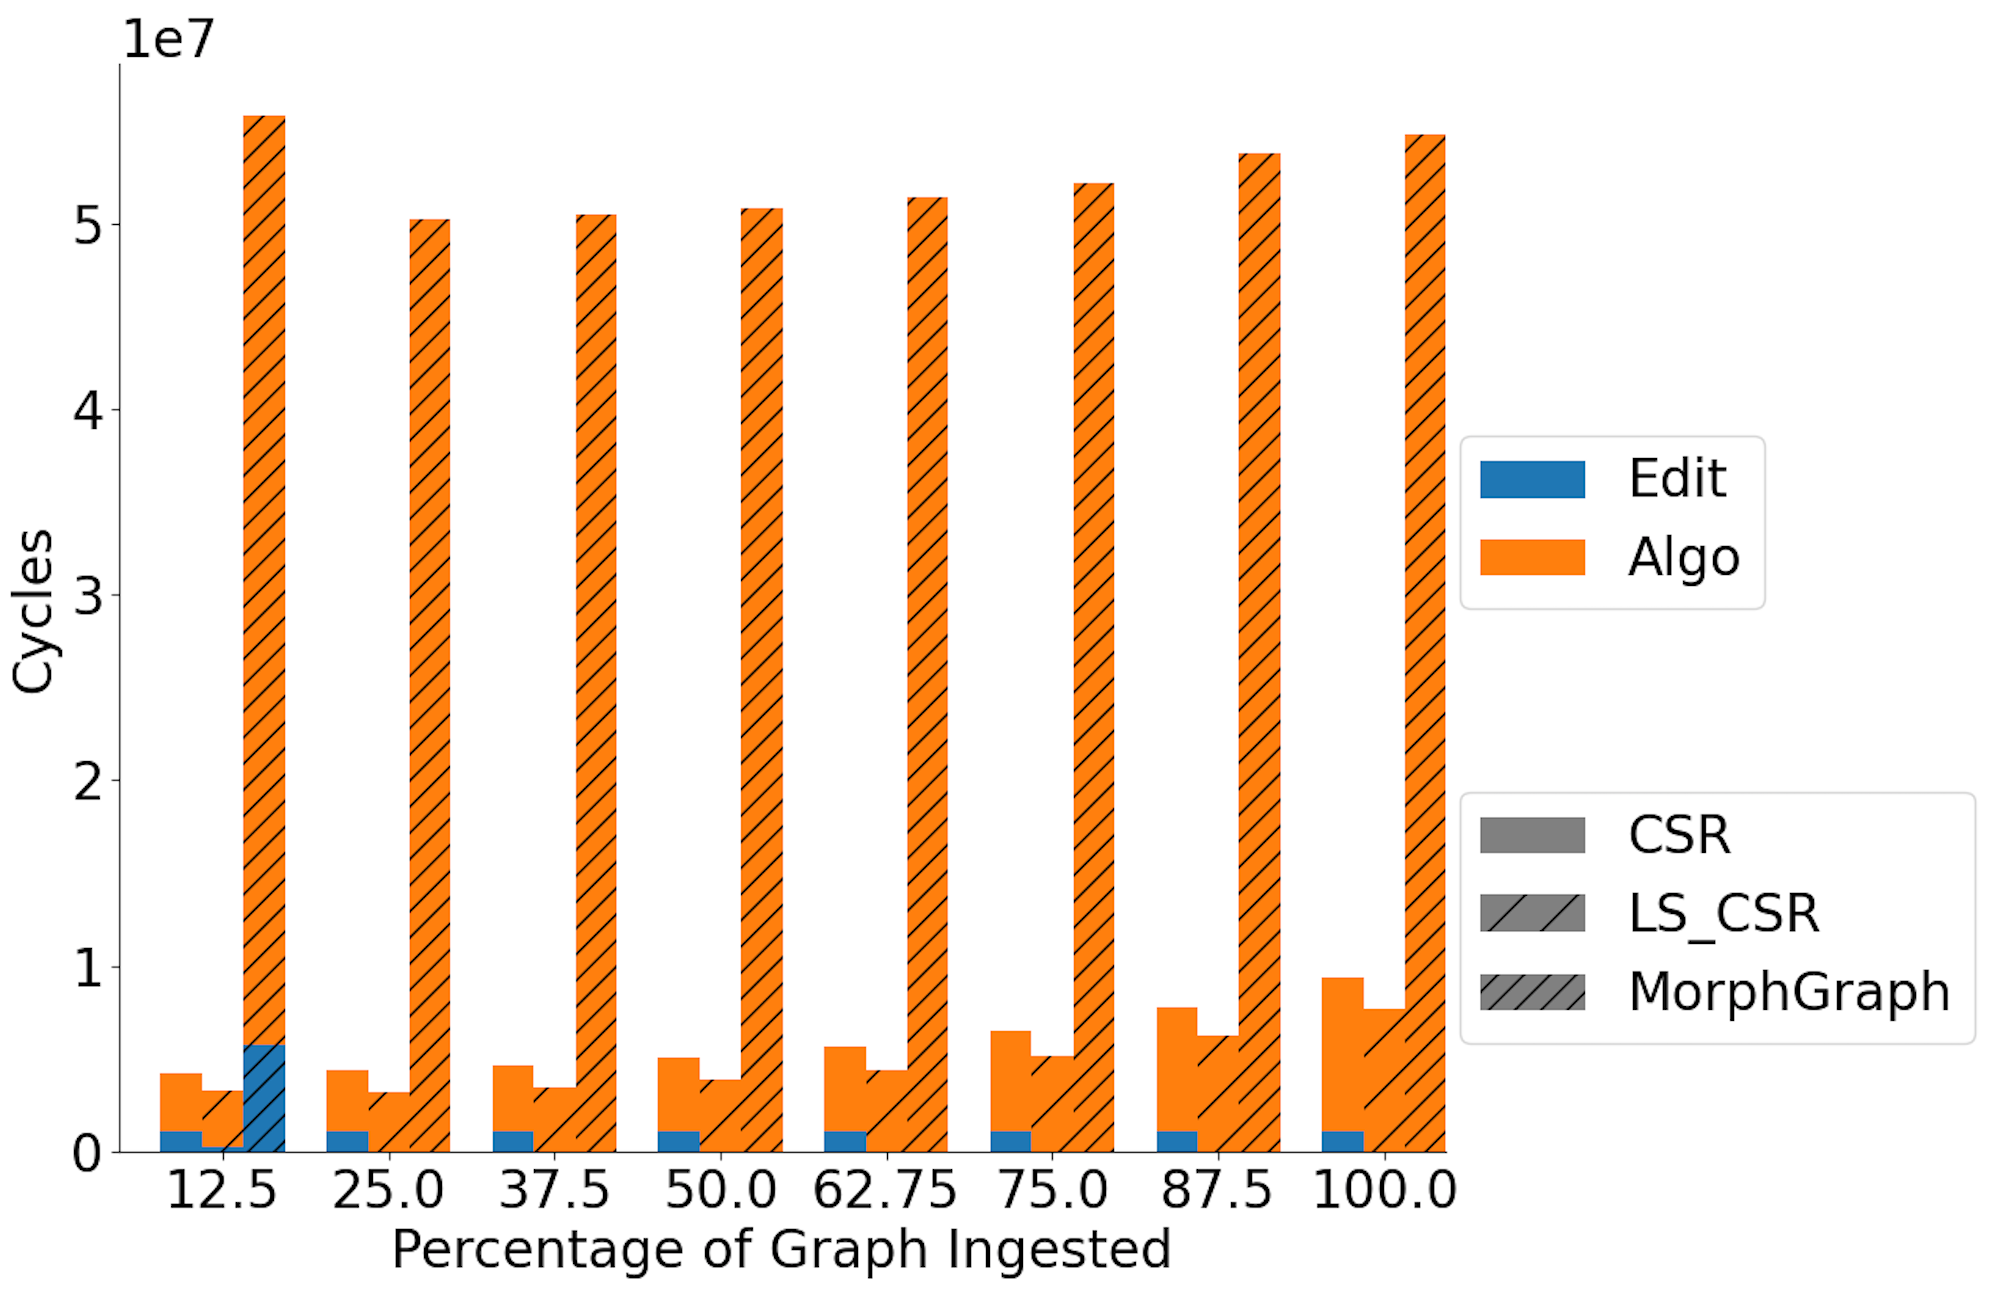 1e7
5
4
3
2
1
0
Cycles
12.5 25.0 37.5 50.0 62.75 75.0 87.5 100.0
Percentage of Graph Ingested
Edit
Algo
CSR
LS_CSR
MorphGraph